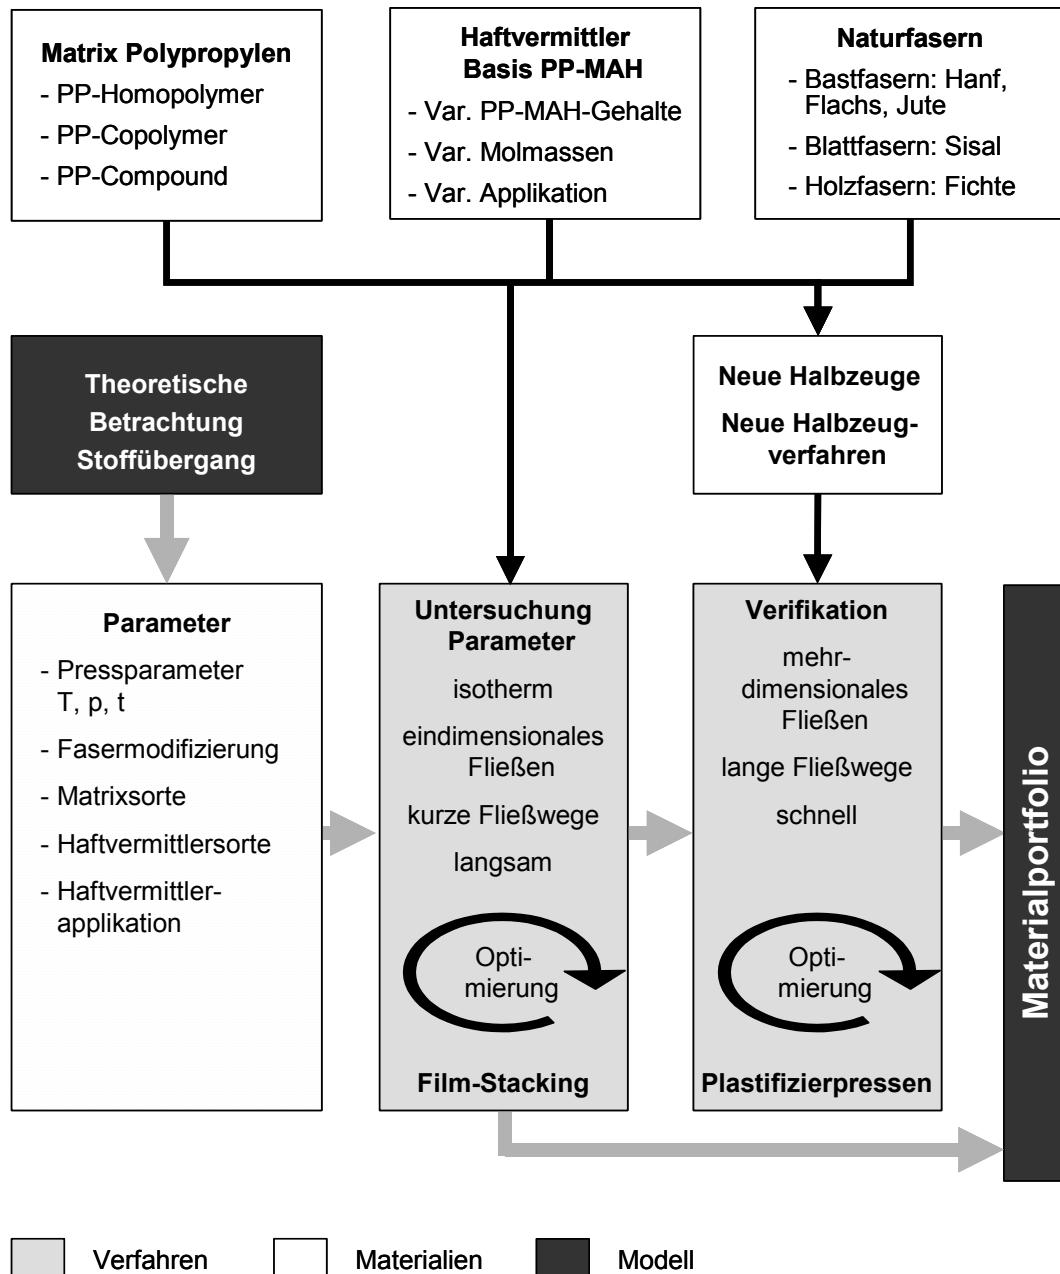 Matrix Polypropylen
- PP-Homopolymer
- PP-Copolymer
- PP-Compound
Haftvermittler
Basis PP-MAH
- Var. PP-MAH-Gehalte
- Var. Molmassen
- Var. Applikation
Naturfasern
- Bastfasern: Hanf,
Flachs, Jute
- Blattfasern: Sisal
- Holzfasern: Fichte
Theoretische
Betrachtung
Stoffübergang
Neue Halbzeuge
Neue Halbzeug-
verfahren
Parameter
- Pressparameter
T, p, t
- Fasermodifizierung
- Matrixsorte
- Haftvermittlersorte
- Haftvermittler-
applikation
Untersuchung
Parameter
isotherm
eindimensionales
Fließen
kurze Fließwege
langsam
Opti-
mierung
Film-Stacking
Verifikation
mehr-
dimensionales
Fließen
lange Fließwege
schnell
Opti-
mierung
Plastifizierpressen
Materialportfolio
Verfahren
Materialien
Modell